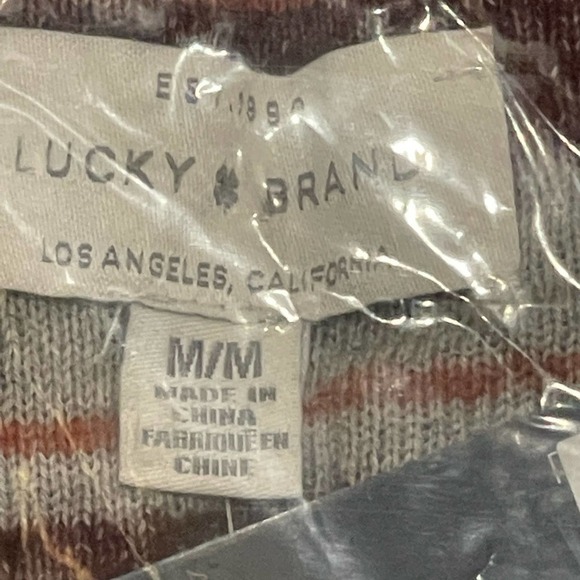 EST. 1990
LUCKY BRAND
LOS ANGELES, CALIFORNIA
M/M
MADE IN
CHINA
FABRIQUÉ EN
CHINE